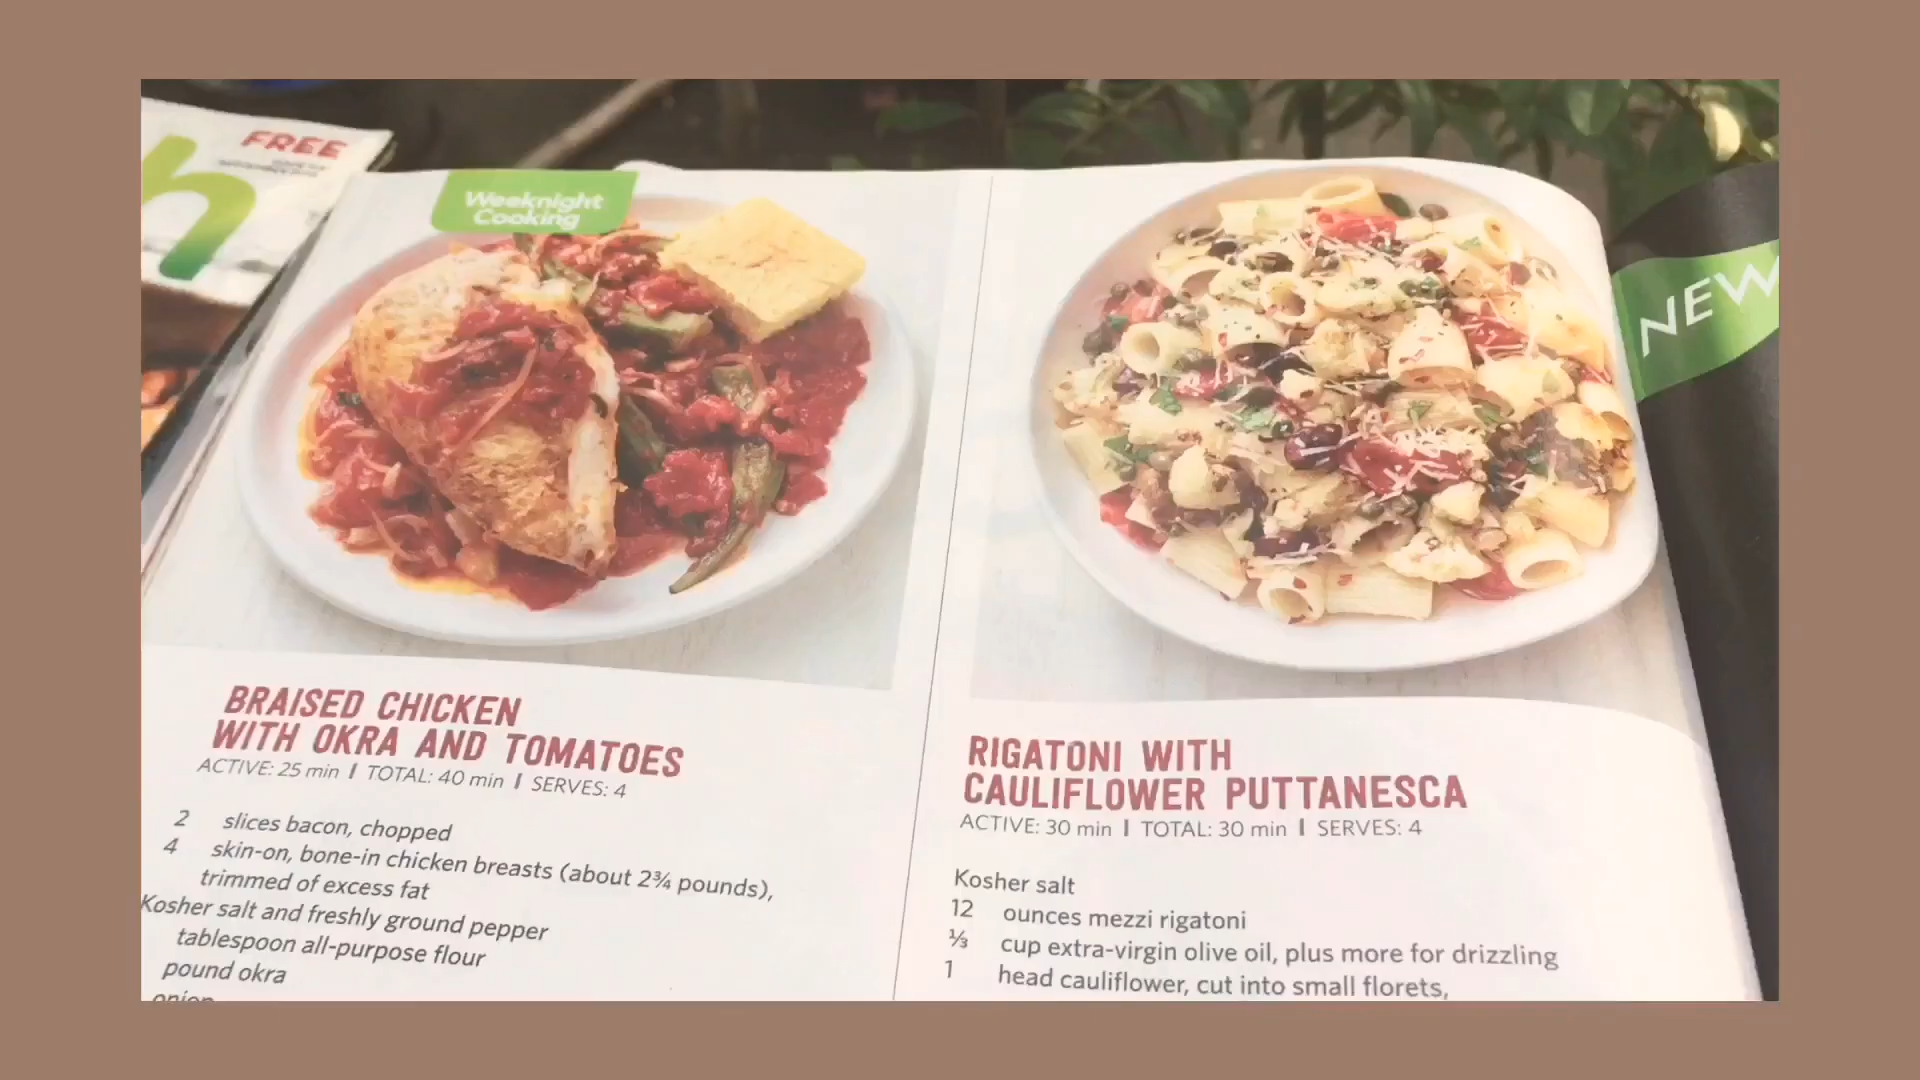 h
FREE
Weeknight
Cooking
NEW
BRAISED CHICKEN
WITH OKRA AND TOMATOES
ACTIVE: 25 min | TOTAL: 40 min | SERVES: 4
2 slices bacon, chopped
4 skin-on, bone-in chicken breasts (about 2¾ pounds),
trimmed of excess fat
Kosher salt and freshly ground pepper
tablespoon all-purpose flour
pound okra
onion
RIGATONI WITH
CAULIFLOWER PUTTANESCA
ACTIVE: 30 min | TOTAL: 30 min | SERVES: 4
Kosher salt
12 ounces mezzi rigatoni
⅓ cup extra-virgin olive oil, plus more for drizzling
1 head cauliflower, cut into small florets,